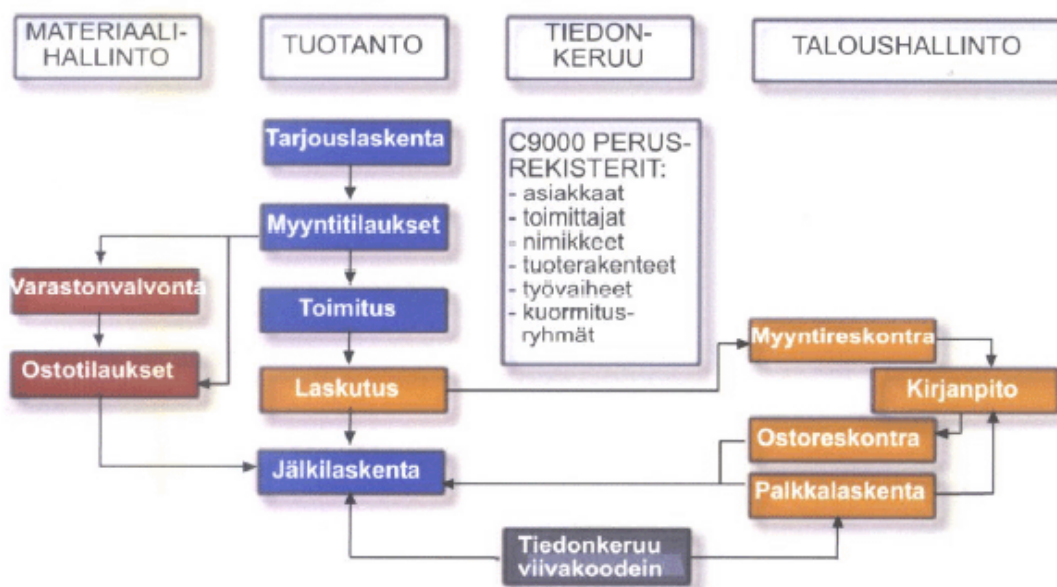 MATERIAALI-
HALLINTO
TUOTANTO
TIEDON-
KERUU
TALOUSHALLINTO
Tarjouslaskenta
Myyntitilaukset
Varastonvalvonta
Toimitus
Ostotilaukset
Laskutus
Jälkilaskenta
C9000 PERUS-
REKISTERIT:
- asiakkaat
- toimittajat
- nimikkeet
- tuoterakenteet
- työvaiheet
- kuormitus-
ryhmät
Myyntireskontra
Kirjanpito
Ostoreskontra
Palkkalaskenta
Tiedonkeruu
viivakoodein